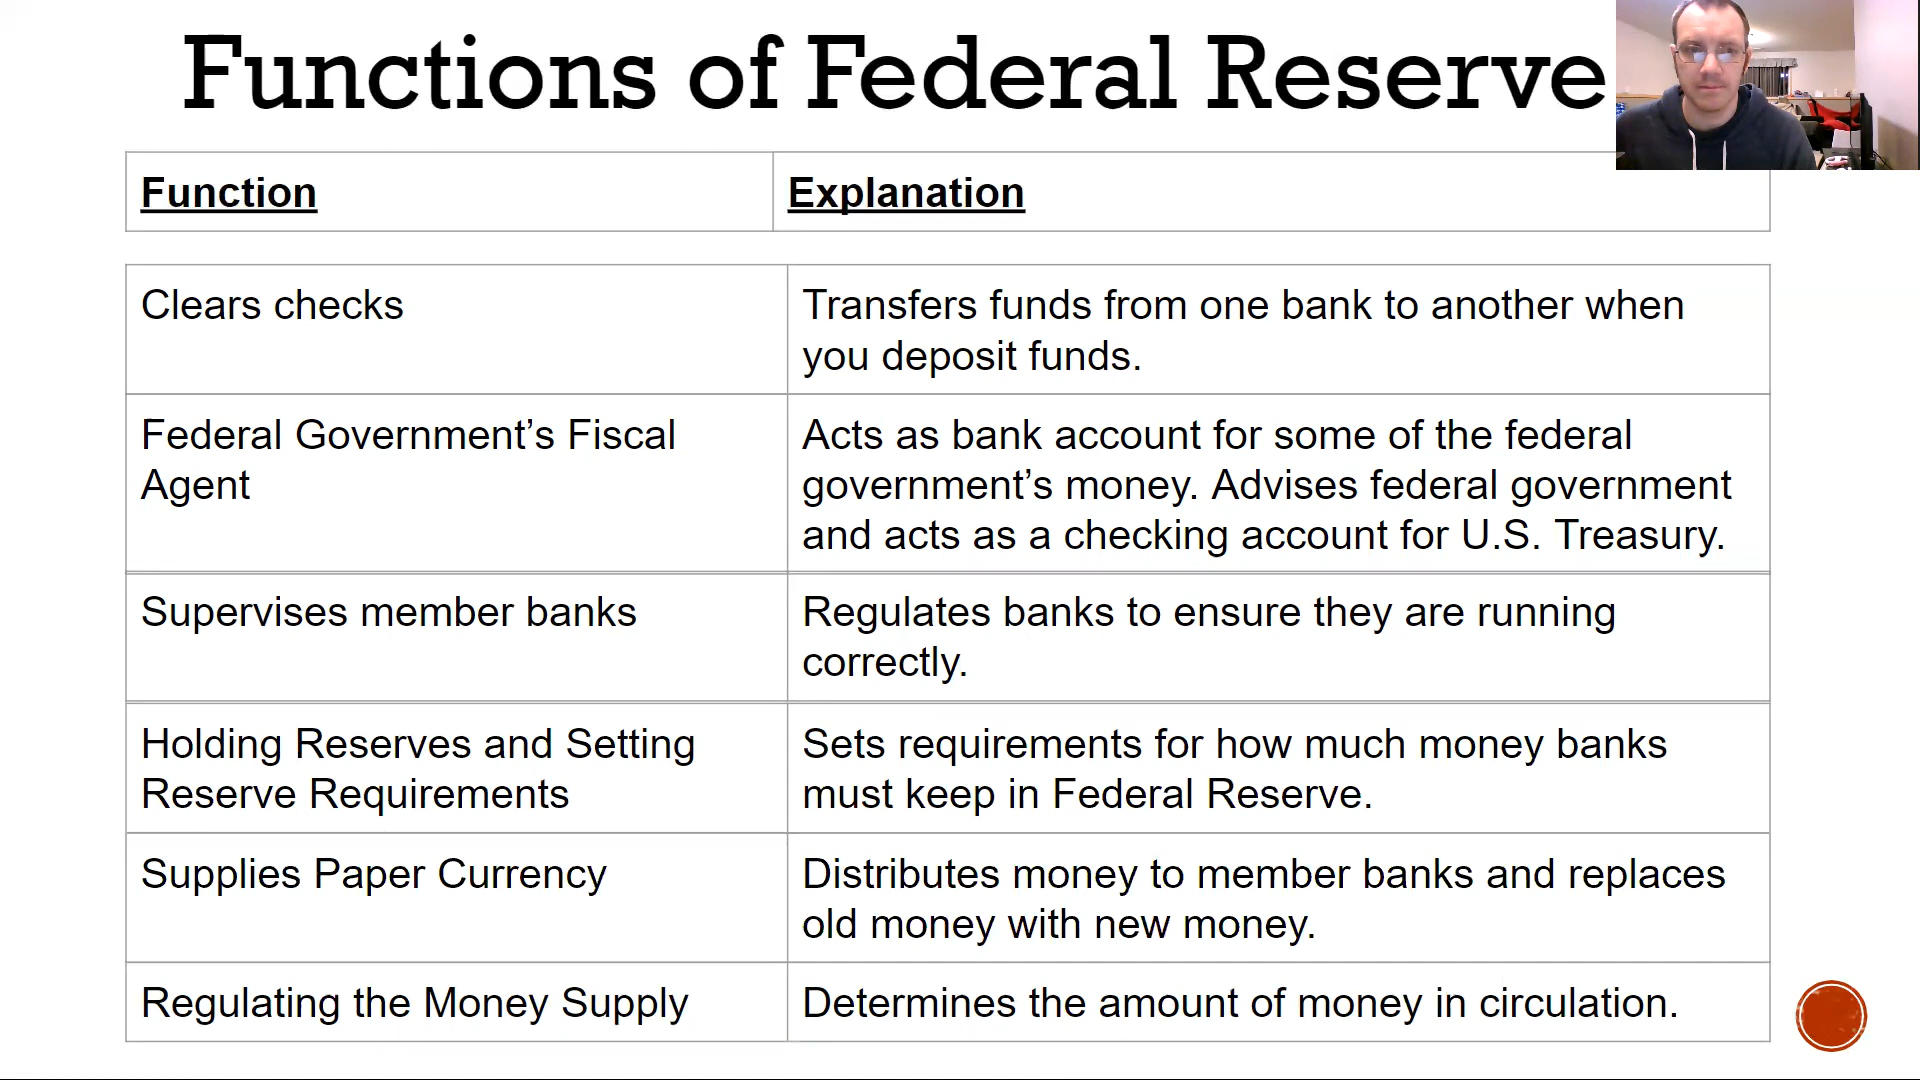 Functions of Federal Reserve
Function
Explanation
Clears checks
Transfers funds from one bank to another when
you deposit funds.
Federal Government’s Fiscal
Agent
Acts as bank account for some of the federal
government’s money. Advises federal government
and acts as a checking account for U.S. Treasury.
Supervises member banks
Regulates banks to ensure they are running
correctly.
Holding Reserves and Setting
Reserve Requirements
Sets requirements for how much money banks
must keep in Federal Reserve.
Supplies Paper Currency
Distributes money to member banks and replaces
old money with new money.
Regulating the Money Supply
Determines the amount of money in circulation.